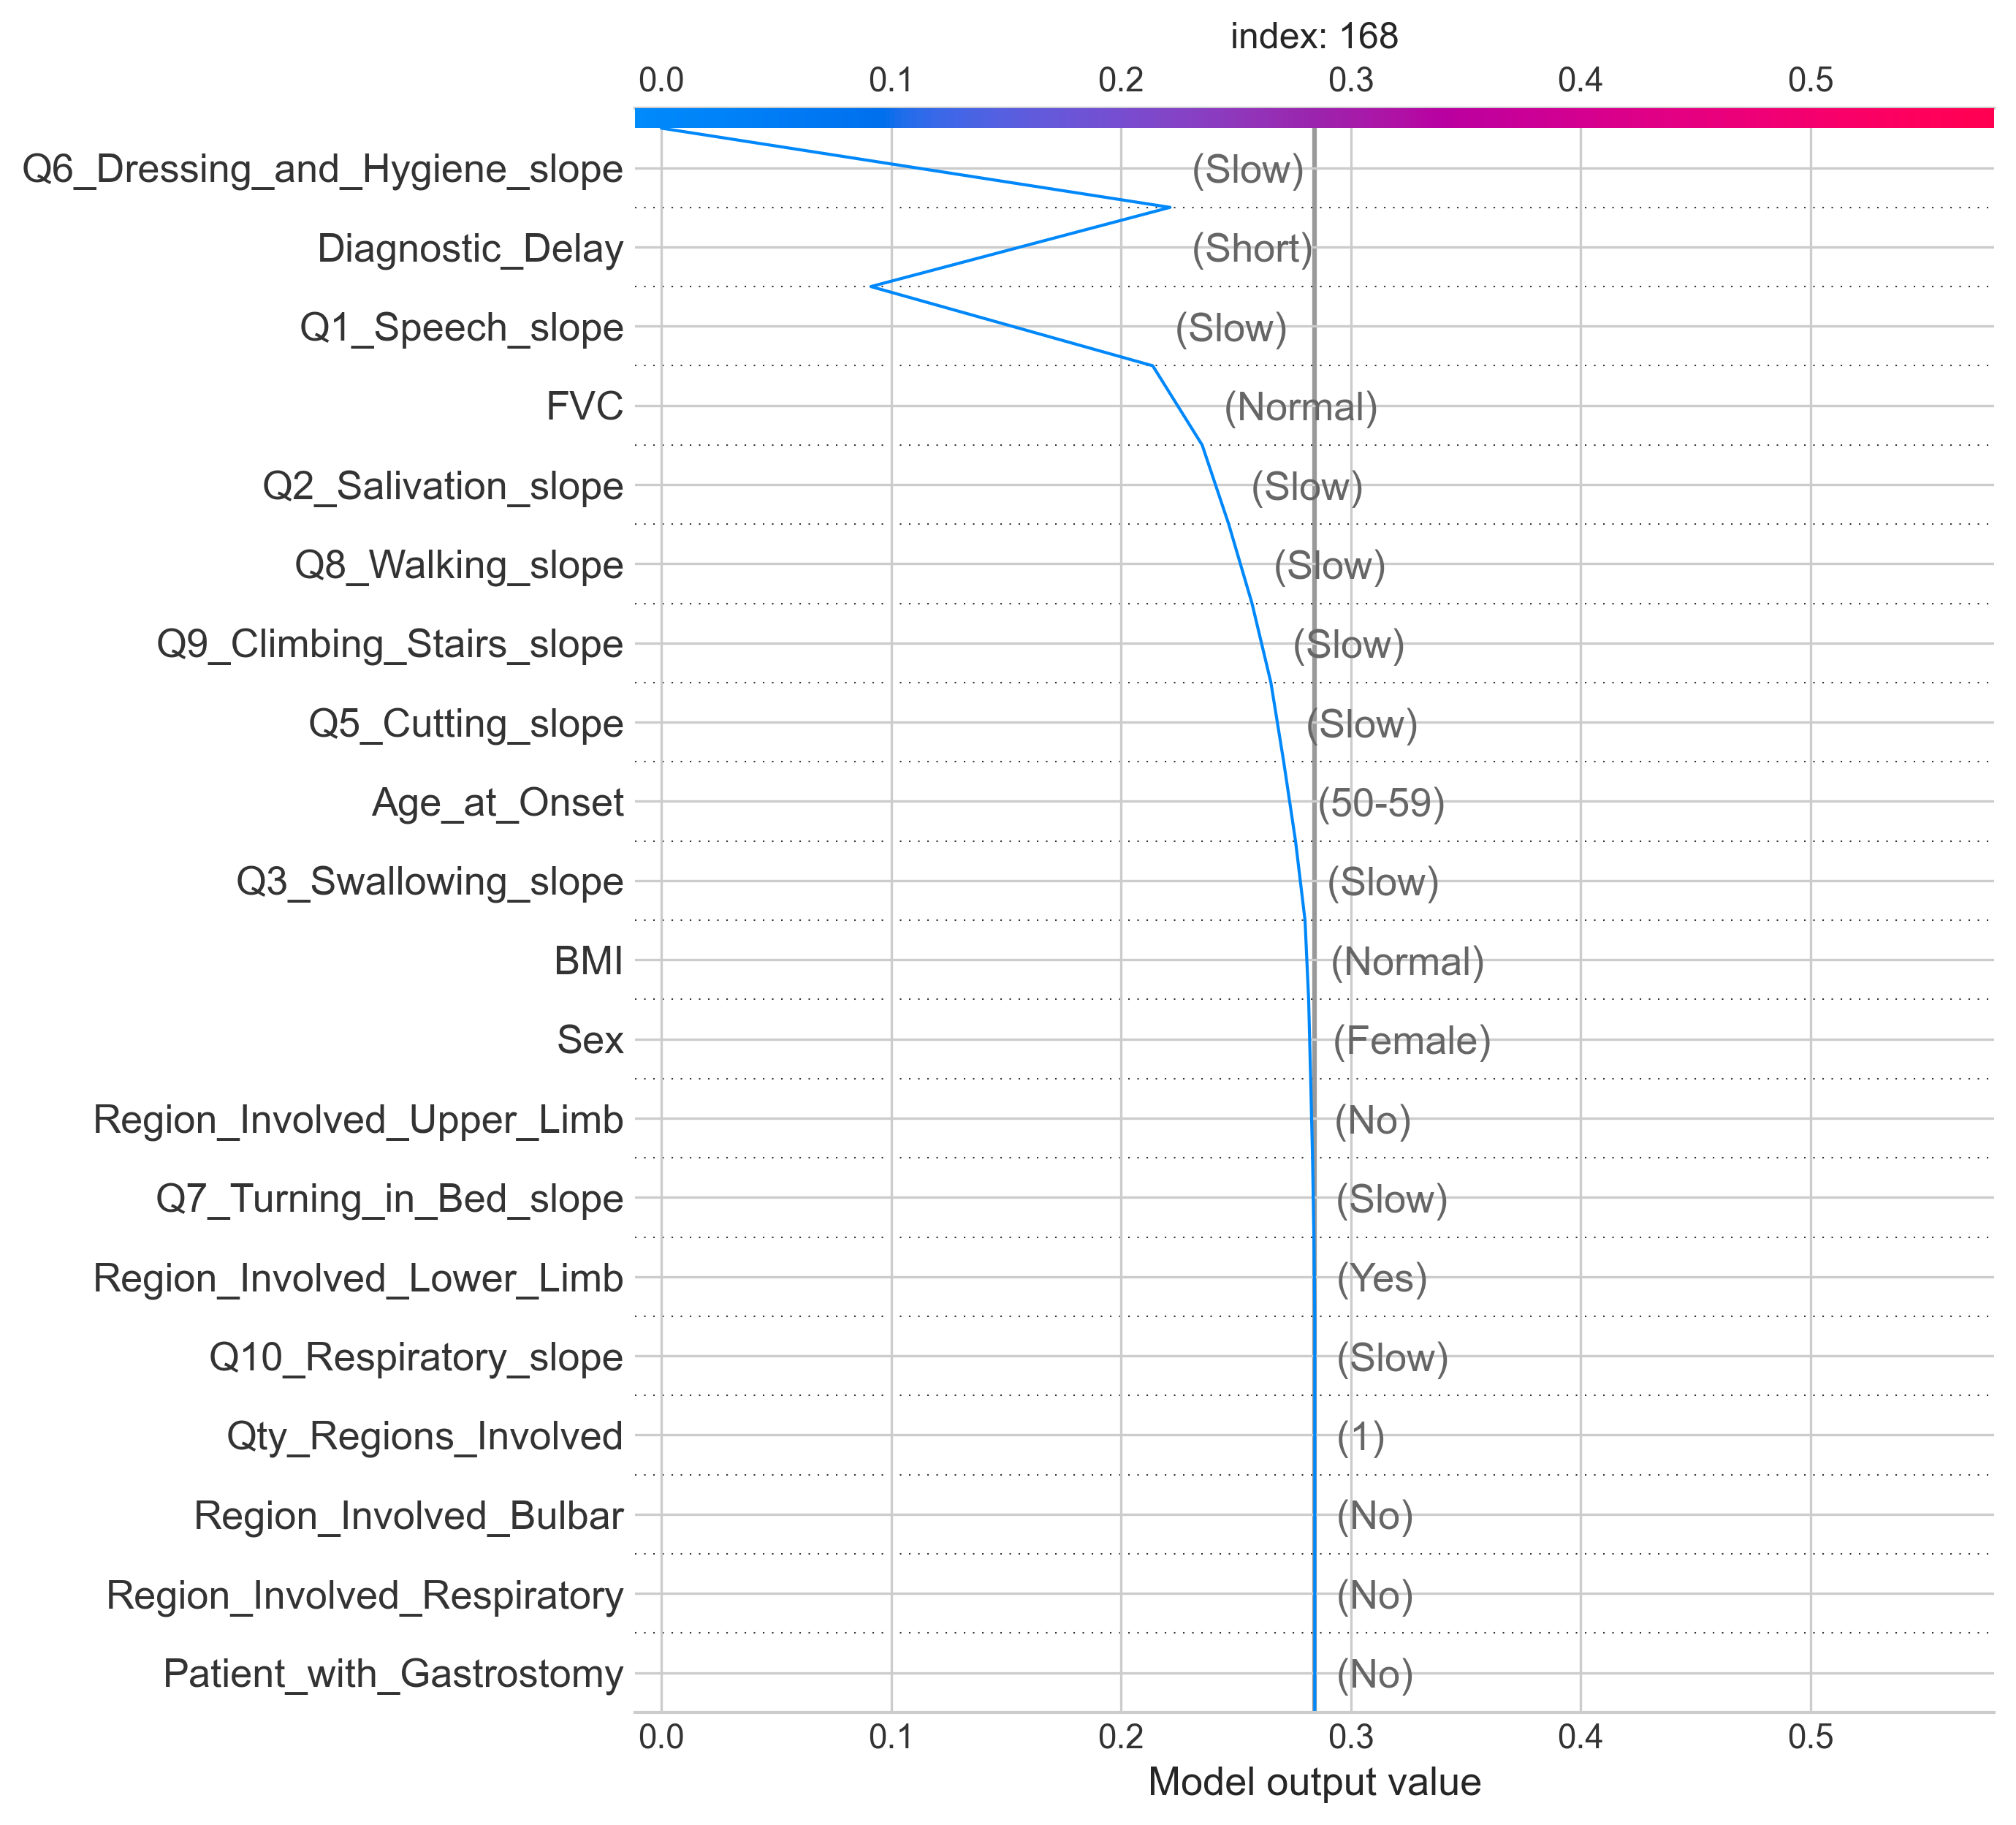 index: 168
0.0 0.1 0.2 0.3 0.4 0.5
Q6_Dressing_and_Hygiene_slope (Slow)
Diagnostic_Delay (Short)
Q1_Speech_slope (Slow)
FVC (Normal)
Q2_Salivation_slope (Slow)
Q8_Walking_slope (Slow)
Q9_Climbing_Stairs_slope (Slow)
Q5_Cutting_slope (Slow)
Age_at_Onset (50-59)
Q3_Swallowing_slope (Slow)
BMI (Normal)
Sex (Female)
Region_Involved_Upper_Limb (No)
Q7_Turning_in_Bed_slope (Slow)
Region_Involved_Lower_Limb (Yes)
Q10_Respiratory_slope (Slow)
Qty_Regions_Involved (1)
Region_Involved_Bulbar (No)
Region_Involved_Respiratory (No)
Patient_with_Gastrostomy (No)
0.0 0.1 0.2 0.3 0.4 0.5
Model output value